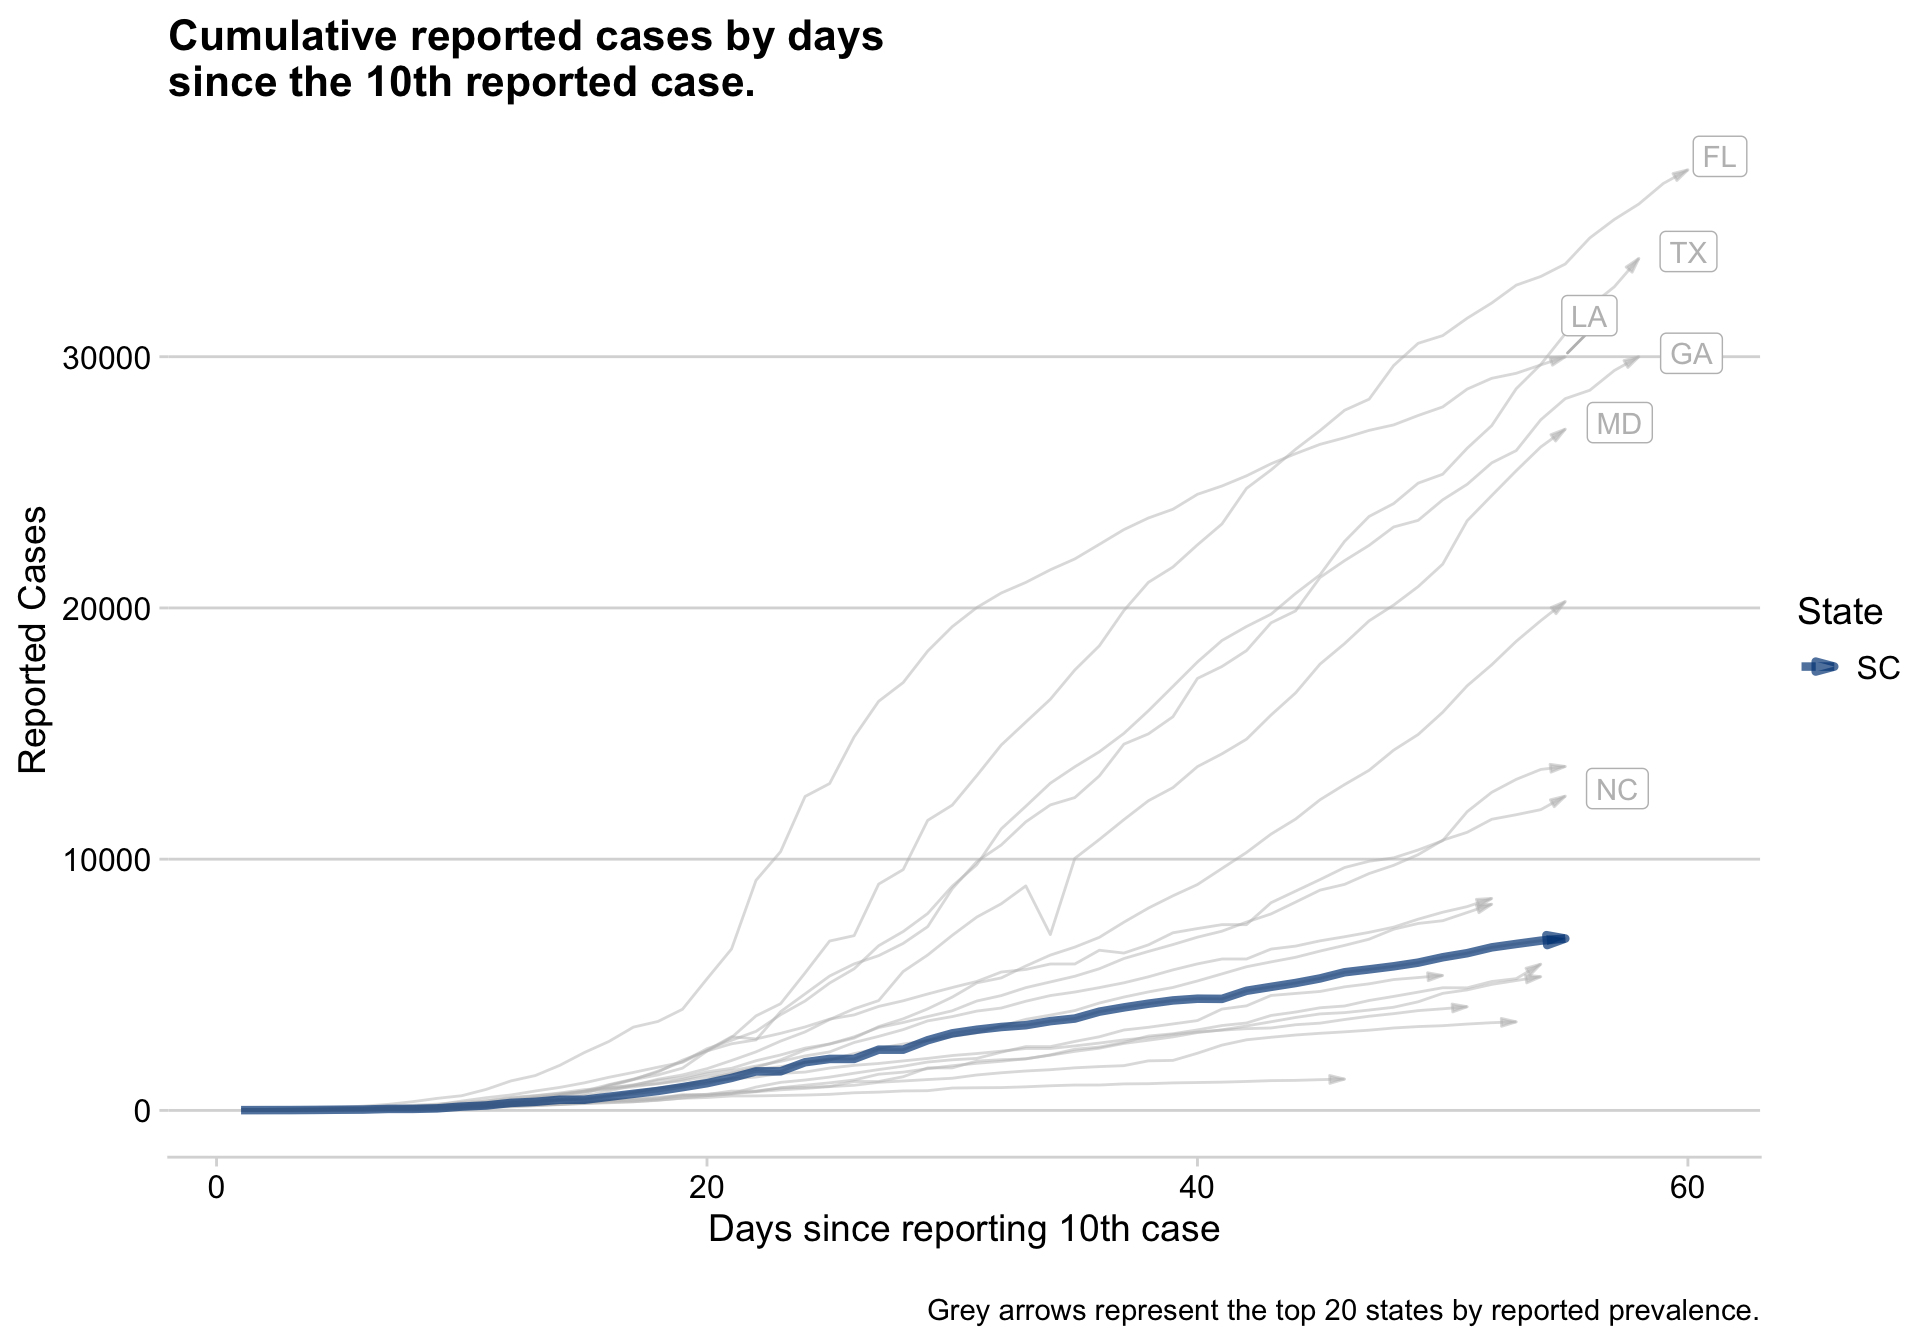 Cumulative reported cases by days
since the 10th reported case.
FL
TX
LA
GA
MD
NC
30000
20000
10000
0
Reported Cases
0 20 40 60
Days since reporting 10th case
State
SC
Grey arrows represent the top 20 states by reported prevalence.